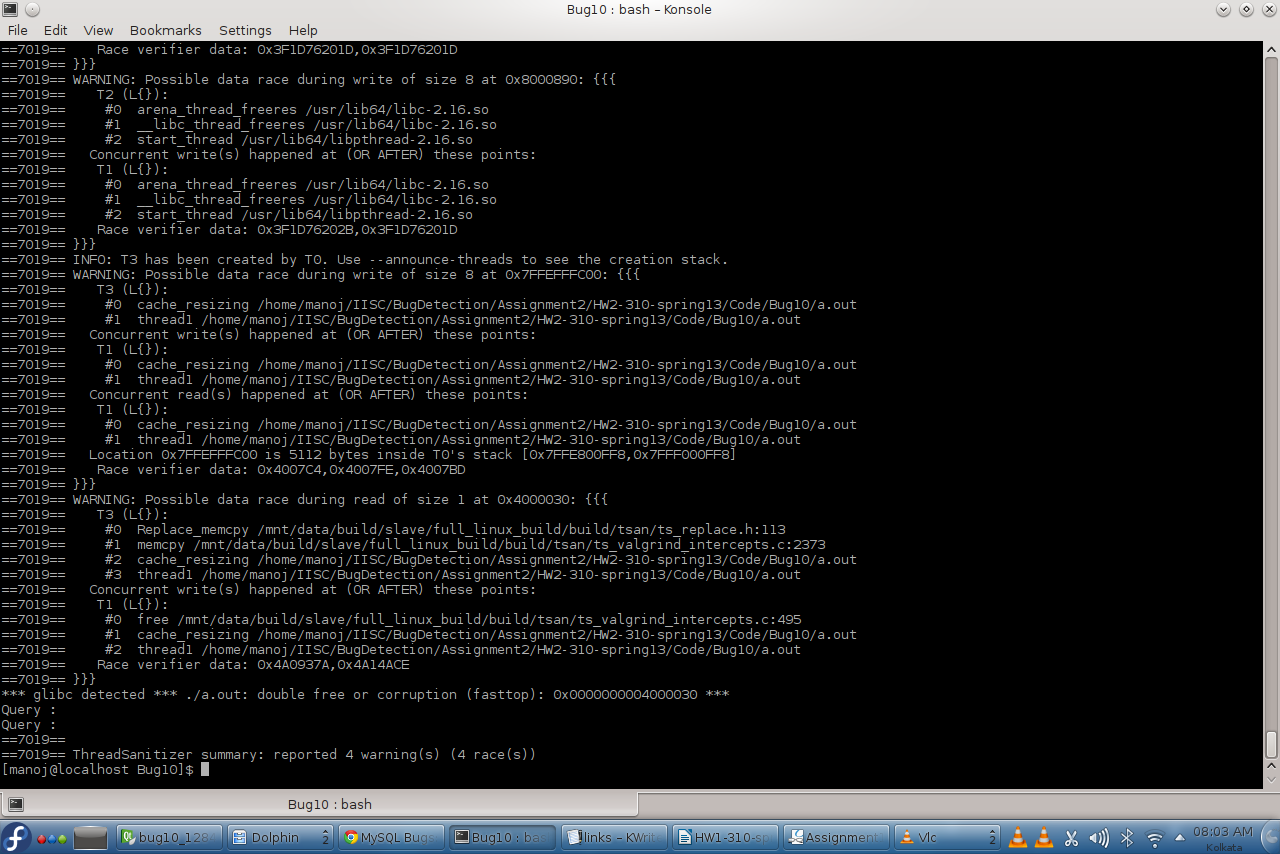 Bug10 : bash – Konsole
File Edit View Bookmarks Settings Help
==7019==    Race verifier data: 0x3F1D76201D,0x3F1D76201D
==7019== }}}
==7019== WARNING: Possible data race during write of size 8 at 0x8000890: {{{
==7019==    T2 (L{}):
==7019==     #0  arena_thread_freeres /usr/lib64/libc-2.16.so
==7019==     #1  __libc_thread_freeres /usr/lib64/libc-2.16.so
==7019==     #2  start_thread /usr/lib64/libpthread-2.16.so
==7019==   Concurrent write(s) happened at (OR AFTER) these points:
==7019==    T1 (L{}):
==7019==     #0  arena_thread_freeres /usr/lib64/libc-2.16.so
==7019==     #1  __libc_thread_freeres /usr/lib64/libc-2.16.so
==7019==     #2  start_thread /usr/lib64/libpthread-2.16.so
==7019==    Race verifier data: 0x3F1D76202B,0x3F1D76201D
==7019== }}}
==7019== INFO: T3 has been created by T0. Use --announce-threads to see the creation stack.
==7019== WARNING: Possible data race during write of size 8 at 0x7FFEFFFC00: {{{
==7019==    T3 (L{}):
==7019==     #0  cache_resizing /home/manoj/IISC/BugDetection/Assignment2/HW2-310-spring13/Code/Bug10/a.out
==7019==     #1  thread1 /home/manoj/IISC/BugDetection/Assignment2/HW2-310-spring13/Code/Bug10/a.out
==7019==   Concurrent write(s) happened at (OR AFTER) these points:
==7019==    T1 (L{}):
==7019==     #0  cache_resizing /home/manoj/IISC/BugDetection/Assignment2/HW2-310-spring13/Code/Bug10/a.out
==7019==     #1  thread1 /home/manoj/IISC/BugDetection/Assignment2/HW2-310-spring13/Code/Bug10/a.out
==7019==   Concurrent read(s) happened at (OR AFTER) these points:
==7019==    T1 (L{}):
==7019==     #0  cache_resizing /home/manoj/IISC/BugDetection/Assignment2/HW2-310-spring13/Code/Bug10/a.out
==7019==     #1  thread1 /home/manoj/IISC/BugDetection/Assignment2/HW2-310-spring13/Code/Bug10/a.out
==7019==   Location 0x7FFEFFFC00 is 5112 bytes inside T0's stack [0x7FFE800FF8,0x7FFF000FF8]
==7019==    Race verifier data: 0x4007C4,0x4007FE,0x4007BD
==7019== }}}
==7019== WARNING: Possible data race during read of size 1 at 0x4000030: {{{
==7019==    T3 (L{}):
==7019==     #0  Replace_memcpy /mnt/data/build/slave/full_linux_build/build/tsan/ts_replace.h:113
==7019==     #1  memcpy /mnt/data/build/slave/full_linux_build/build/tsan/ts_valgrind_intercepts.c:2373
==7019==     #2  cache_resizing /home/manoj/IISC/BugDetection/Assignment2/HW2-310-spring13/Code/Bug10/a.out
==7019==     #3  thread1 /home/manoj/IISC/BugDetection/Assignment2/HW2-310-spring13/Code/Bug10/a.out
==7019==   Concurrent write(s) happened at (OR AFTER) these points:
==7019==    T1 (L{}):
==7019==     #0  free /mnt/data/build/slave/full_linux_build/build/tsan/ts_valgrind_intercepts.c:495
==7019==     #1  cache_resizing /home/manoj/IISC/BugDetection/Assignment2/HW2-310-spring13/Code/Bug10/a.out
==7019==     #2  thread1 /home/manoj/IISC/BugDetection/Assignment2/HW2-310-spring13/Code/Bug10/a.out
==7019==    Race verifier data: 0x4A0937A,0x4A14ACE
==7019== }}}
*** glibc detected *** ./a.out: double free or corruption (fasttop): 0x0000000004000030 ***
Query :
Query :
==7019==
==7019== ThreadSanitizer summary: reported 4 warning(s) (4 race(s))
[manoj@localhost Bug10]$
Bug10 : bash
bug10_128 Dolphin 2 MySQL Bugs Bug10 : bas links – KWrit HW1-310-sp Assignment Vlc 2 08:03 AM
Kolkata